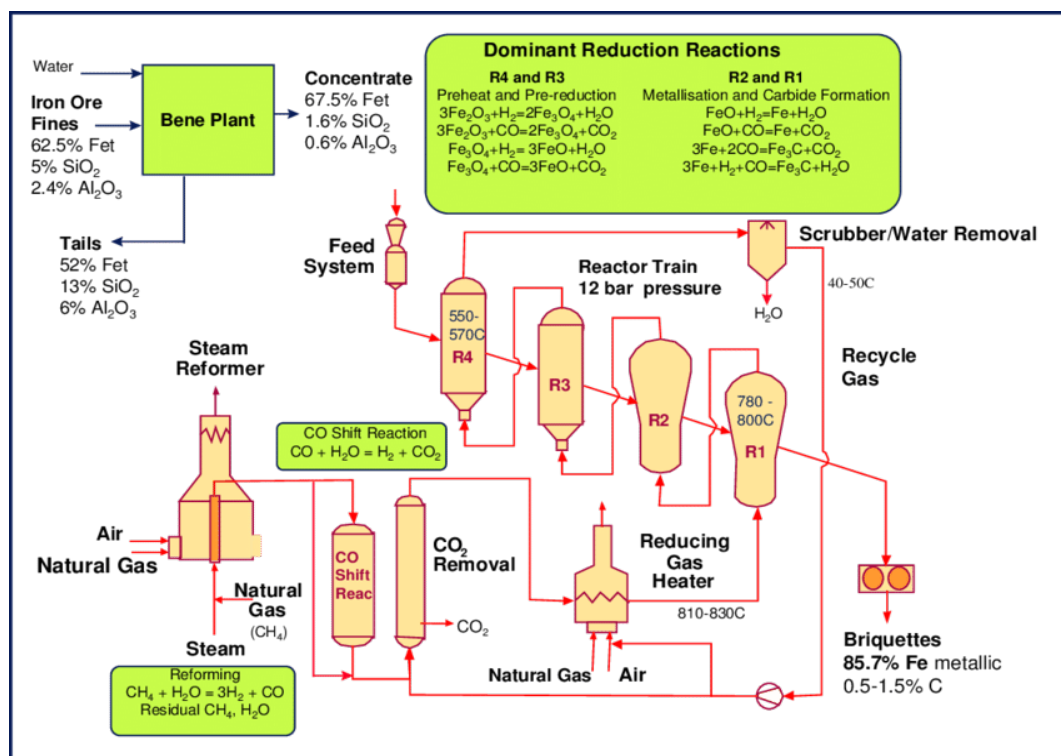 Dominant Reduction Reactions
R4 and R3
Preheat and Pre-reduction
3Fe₂O₃+H₂=2Fe₃O₄+H₂O
3Fe₂O₃+CO=2Fe₃O₄+CO₂
Fe₃O₄+H₂= 3FeO+H₂O
Fe₃O₄+CO=3FeO+CO₂
R2 and R1
Metallisation and Carbide Formation
FeO+H₂=Fe+H₂O
FeO+CO=Fe+CO₂
3Fe+2CO=Fe₃C+CO₂
3Fe+H₂+CO=Fe₃C+H₂O
Water
Iron Ore
Fines
62.5% Fet
5% SiO₂
2.4% Al₂O₃
Bene Plant
Concentrate
67.5% Fet
1.6% SiO₂
0.6% Al₂O₃
Tails
52% Fet
13% SiO₂
6% Al₂O₃
Feed
System
Reactor Train
12 bar pressure
Scrubber/Water Removal
40-50C
H₂O
Recycle
Gas
550-
570C
R4
R3
R2
780 -
800C
R1
Steam
Reformer
CO Shift Reaction
CO + H₂O = H₂ + CO₂
Air
Natural Gas
Natural
Gas
(CH₄)
Steam
CO
Shift
Reac
CO₂
Removal
CO₂
Reducing
Gas
Heater
810-830C
Natural Gas
Air
Briquettes
85.7% Fe metallic
0.5-1.5% C
Reforming
CH₄ + H₂O = 3H₂ + CO
Residual CH₄, H₂O